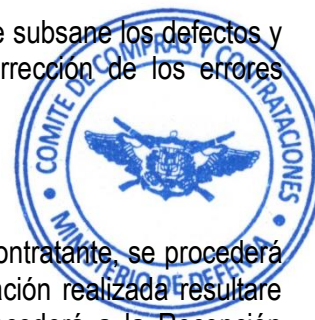 e subsane los defectos y
rrección de los errores
COMITE DE COMPRAS Y CONTRATACIONES
MINISTERIO DE DEFENSA
ontratante, se procederá
ación realizada resultare
ocederá a la Recepción